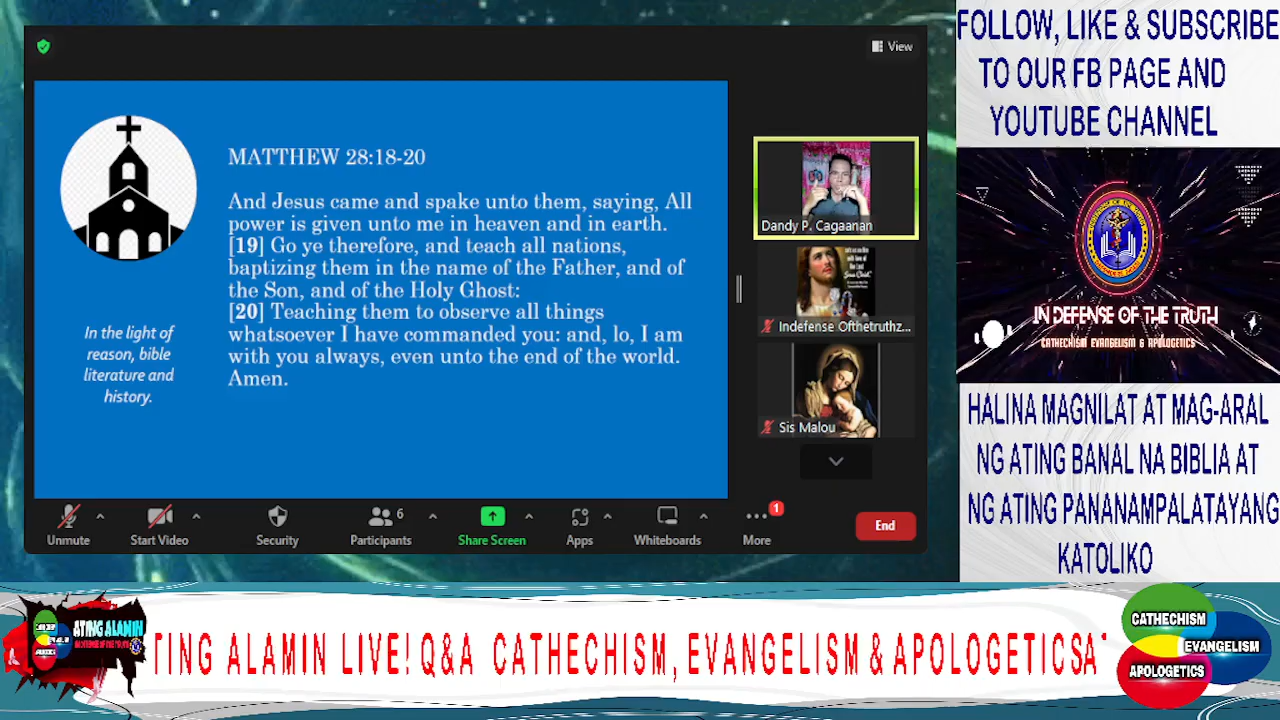 View
MATTHEW 28:18-20
And Jesus came and spake unto them, saying, All
power is given unto me in heaven and in earth.
[19] Go ye therefore, and teach all nations,
baptizing them in the name of the Father, and of
the Son, and of the Holy Ghost:
[20] Teaching them to observe all things
whatsoever I have commanded you: and, lo, I am
with you always, even unto the end of the world.
Amen.
In the light of
reason, bible
literature and
history.
Dandy P. Cagaanan
Indefense Ofthetruthz...
Sis Malou
6
1
Unmute
Start Video
Security
Participants
Share Screen
Apps
Whiteboards
More
End
FOLLOW, LIKE & SUBSCRIBE
TO OUR FB PAGE AND
YOUTUBE CHANNEL
IN DEFENSE OF THE TRUTH
CATHECHISM EVANGELISM & APOLOGETICS
HALINA MAGNILAT AT MAG-ARAL
NG ATING BANAL NA BIBLIA AT
NG ATING PANANAMPALATAYANG
KATOLIKO
ATING ALAMIN
TING ALAMIN LIVE! Q&A CATHECHISM, EVANGELISM & APOLOGETICSA
CATHECHISM
EVANGELISM
APOLOGETICS